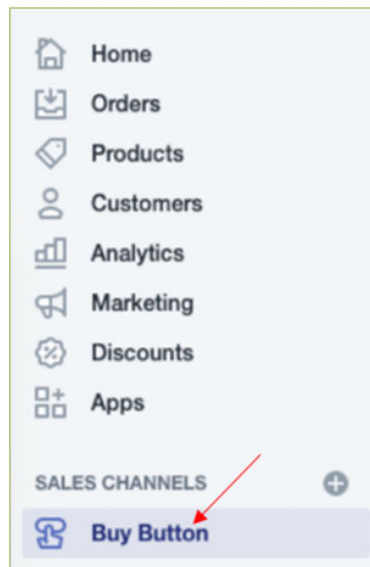 Home
Orders
Products
Customers
Analytics
Marketing
Discounts
Apps
SALES CHANNELS
Buy Button